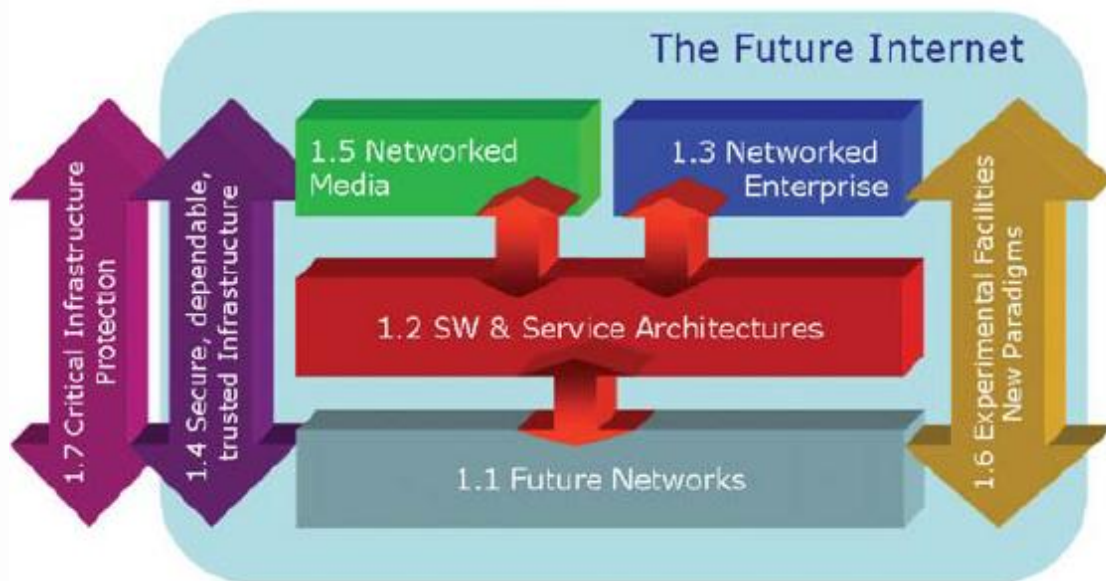 The Future Internet
1.7 Critical Infrastructure
Protection
1.4 Secure, dependable,
trusted Infrastructure
1.5 Networked
Media
1.3 Networked
Enterprise
1.2 SW & Service Architectures
1.1 Future Networks
1.6 Experimental Facilities
New Paradigms